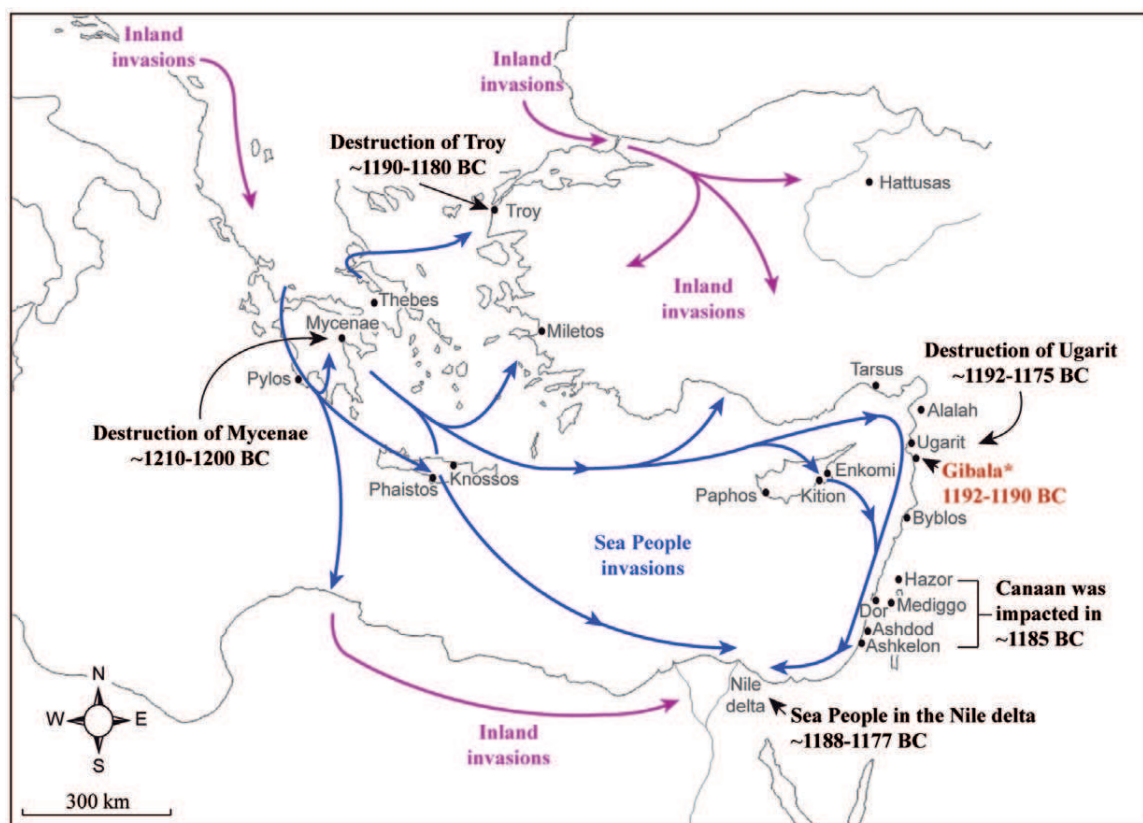 Inland
invasions
Inland
invasions
Destruction of Troy
~1190-1180 BC
Hattusas
Troy
Inland
invasions
Thebes
Mycenae
Miletos
Destruction of Ugarit
~1192-1175 BC
Tarsus
Pylos
Alalah
Destruction of Mycenae
~1210-1200 BC
Ugarit
Gibala*
1192-1190 BC
Knossos
Phaistos
Enkomi
Paphos
Kition
Byblos
Sea People
invasions
Hazor
Dor
Mediggo
Canaan was
impacted in
~1185 BC
Ashdod
Ashkelon
Nile
delta
Sea People in the Nile delta
~1188-1177 BC
Inland
invasions
N
W
E
S
300 km